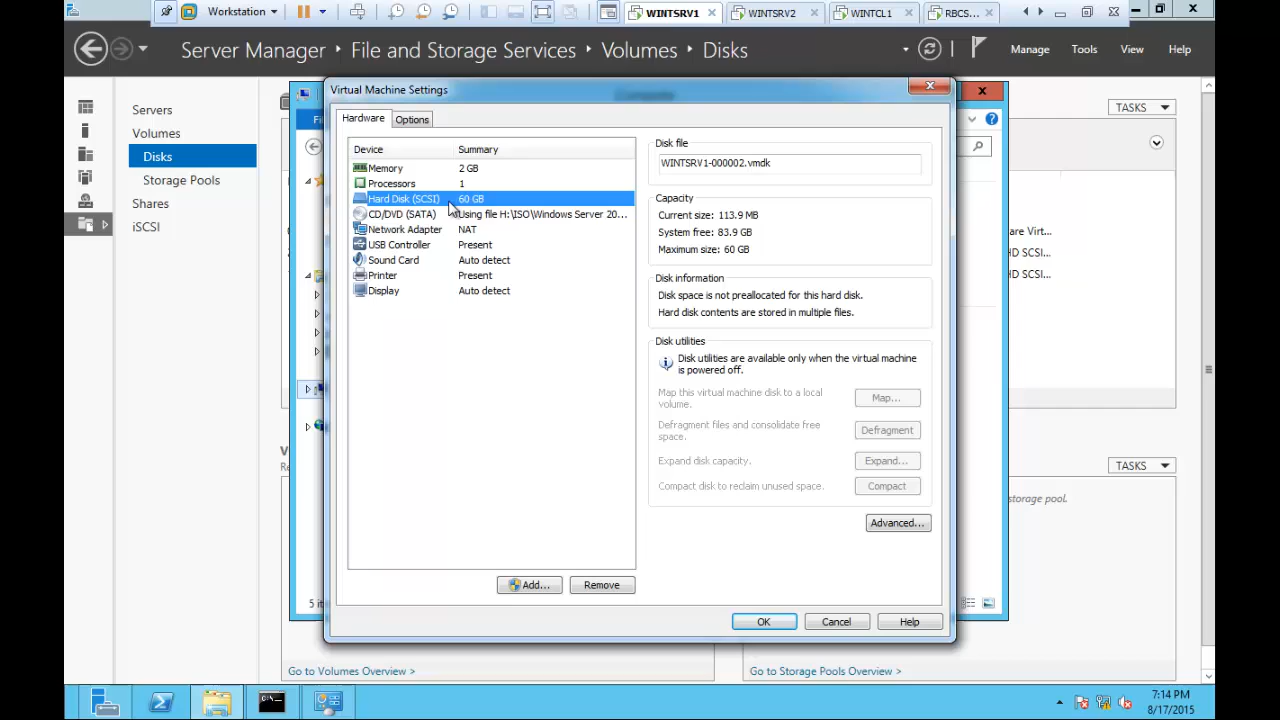 Workstation
WINTSRV1
WINTSRV2
WINTCL1
RBCS...
Server Manager
File and Storage Services
Volumes
Disks
Manage
Tools
View
Help
Servers
Volumes
Disks
Storage Pools
Shares
iSCSI
TASKS
Virtual Machine Settings
Hardware
Options
Device Summary
Memory 2 GB
Processors 1
Hard Disk (SCSI) 60 GB
CD/DVD (SATA) Using file H:\ISO\Windows Server 20...
Network Adapter NAT
USB Controller Present
Sound Card Auto detect
Printer Present
Display Auto detect
Add...
Remove
Disk file
WINTSRV1-000002.vmdk
Capacity
Current size: 113.9 MB
System free: 83.9 GB
Maximum size: 60 GB
Disk information
Disk space is not preallocated for this hard disk.
Hard disk contents are stored in multiple files.
Disk utilities
Disk utilities are available only when the virtual machine
is powered off.
Map this virtual machine disk to a local
volume.
Map...
Defragment files and consolidate free
space.
Defragment
Expand disk capacity.
Expand...
Compact disk to reclaim unused space.
Compact
Advanced...
OK
Cancel
Help
are Virt...
HD SCSI...
HD SCSI...
TASKS
storage pool.
5 it
Go to Volumes Overview >
Go to Storage Pools Overview >
7:14 PM
8/17/2015